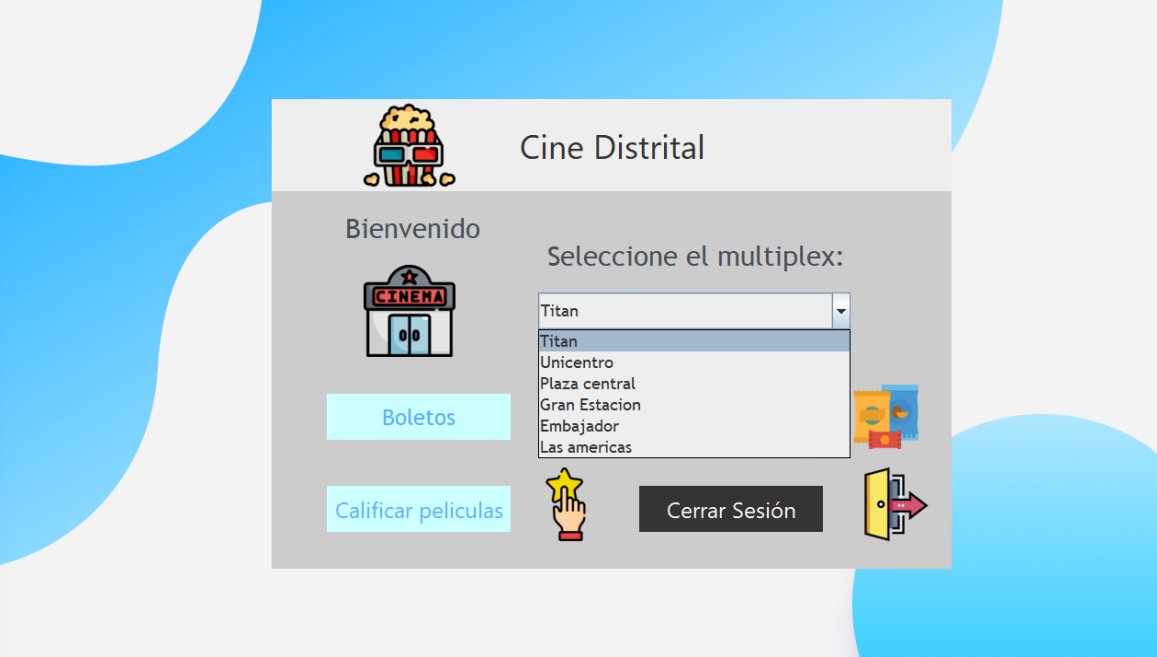 Cine Distrital
Bienvenido
Seleccione el multiplex:
CINEMA
Titan
Titan
Unicentro
Plaza central
Gran Estacion
Embajador
Las americas
Boletos
Calificar peliculas
Cerrar Sesión